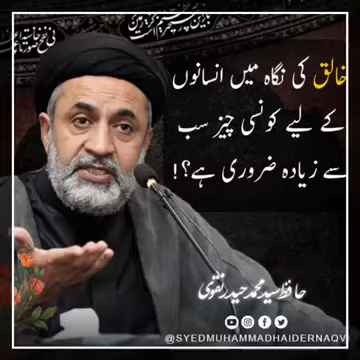 خالق کی نگاہ میں انسانوں
کے لیے کونسی چیز سب
سے زیادہ ضروری ہے؟!
حافظ سید محمد حیدر نقوی
@SYEDMUHAMMADHAIDERNAQV